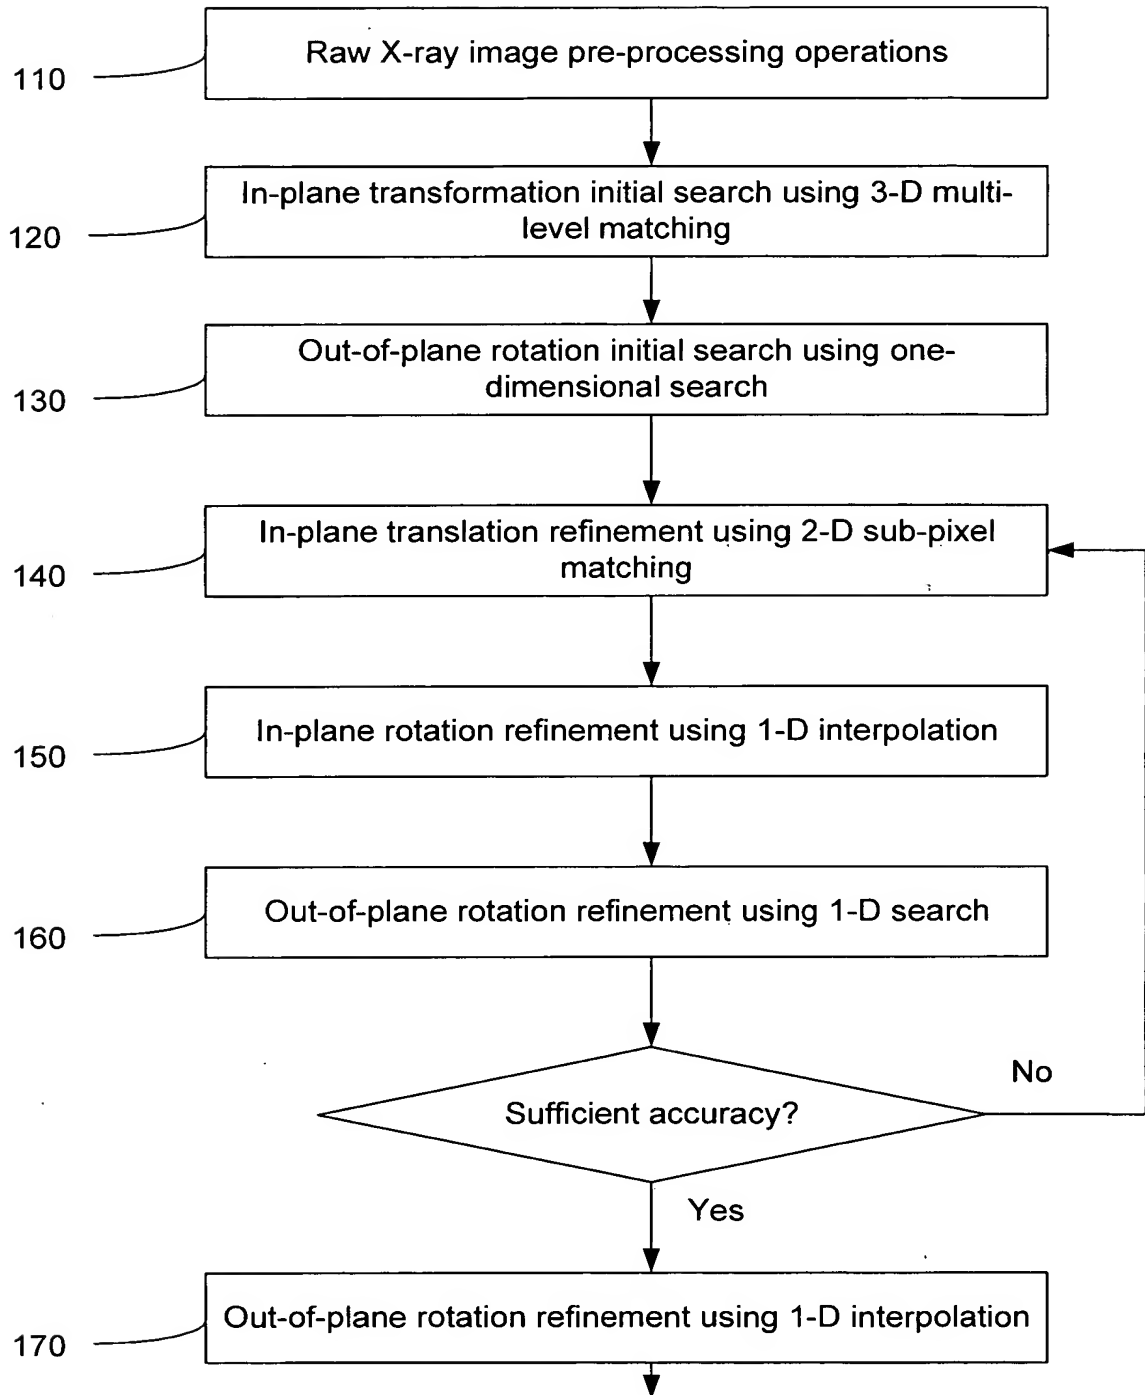 Raw X-ray image pre-processing operations
110
In-plane transformation initial search using 3-D multi-
level matching
120
Out-of-plane rotation initial search using one-
dimensional search
130
In-plane translation refinement using 2-D sub-pixel
matching
140
In-plane rotation refinement using 1-D interpolation
150
Out-of-plane rotation refinement using 1-D search
160
No
Sufficient accuracy?
Yes
Out-of-plane rotation refinement using 1-D interpolation
170